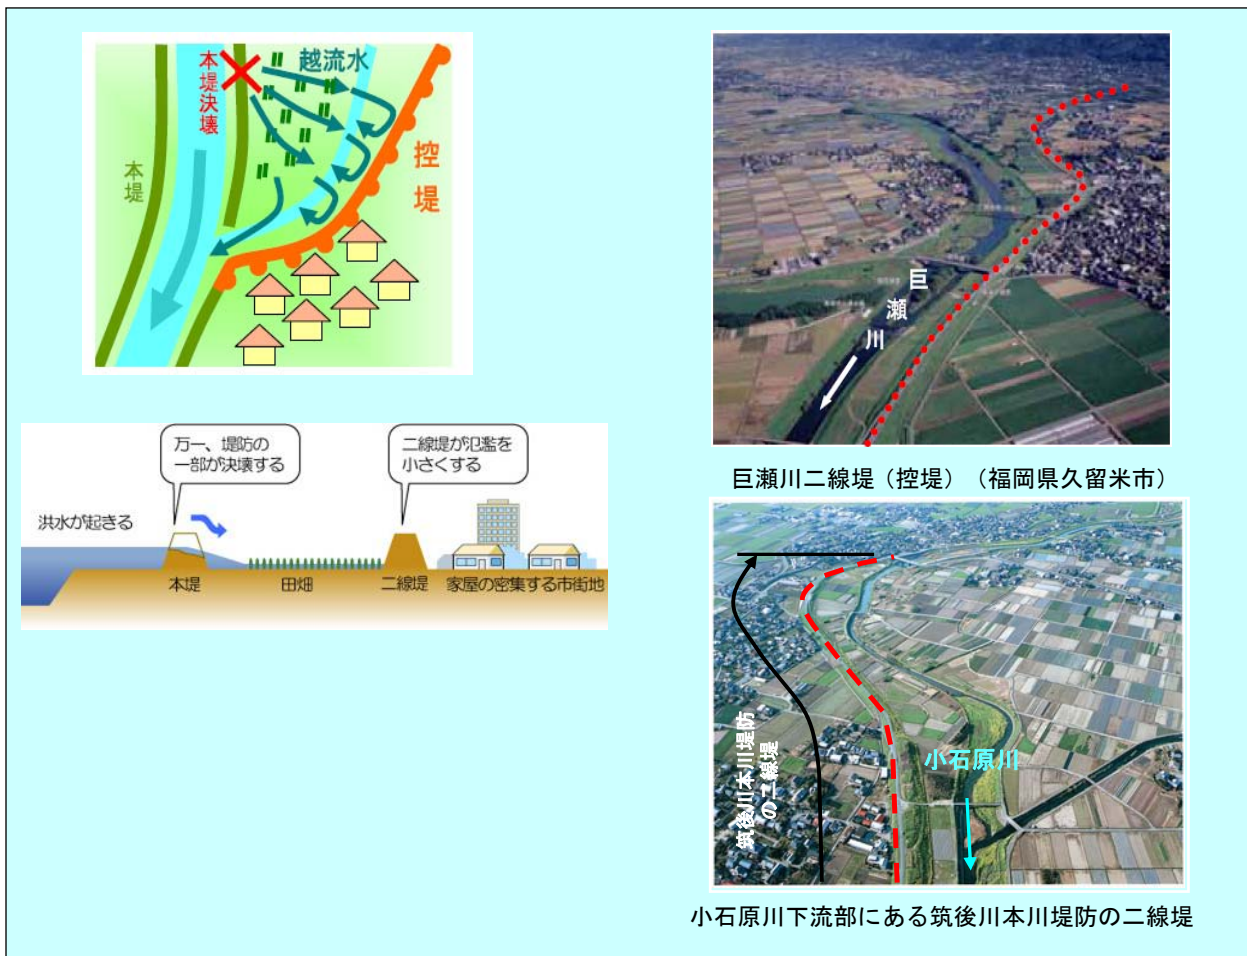 越流水
本堤決壊
本堤
控堤
万一、堤防の
一部が決壊する
二線堤が氾濫を
小さくする
洪水が起きる
本堤
田畑
二線堤
家屋の密集する市街地
巨瀬川
巨瀬川二線堤（控堤）（福岡県久留米市）
筑後川本川堤防
の二線堤
小石原川
小石原川下流部にある筑後川本川堤防の二線堤